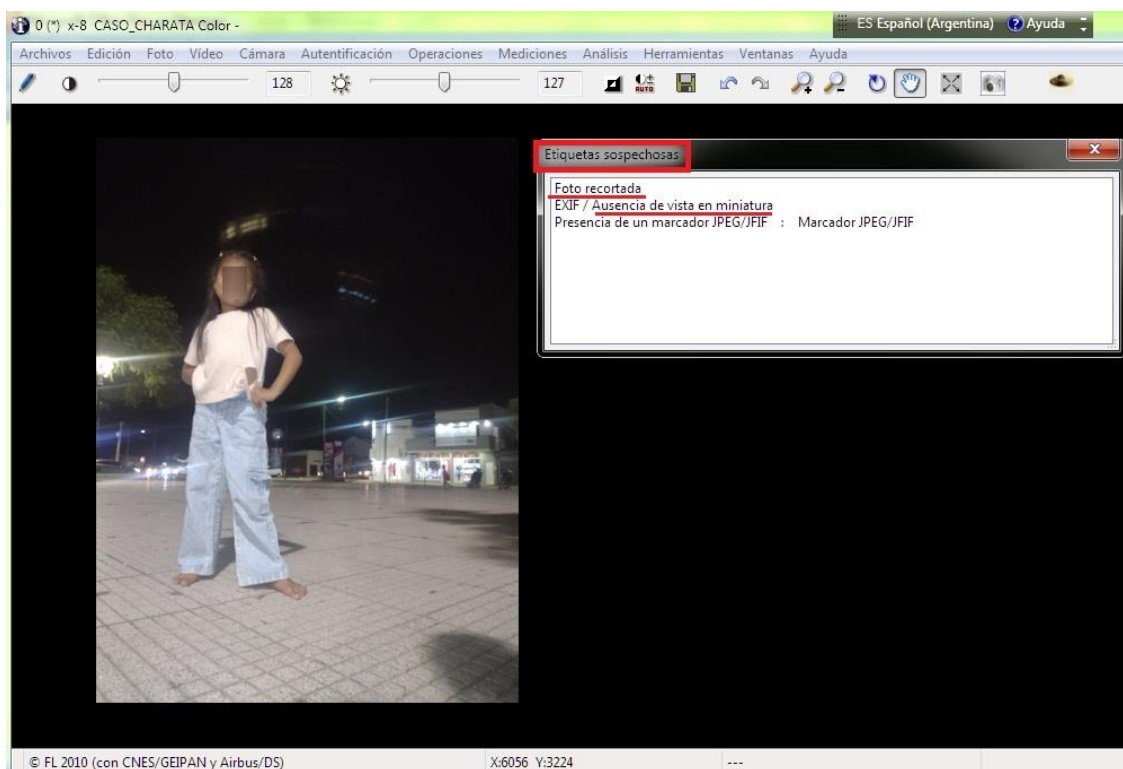 0 (*) x-8 CASO_CHARATA Color -
ES Español (Argentina) Ayuda
Archivos Edición Foto Vídeo Cámara Autentificación Operaciones Mediciones Análisis Herramientas Ventanas Ayuda
128 127 AUTO
Etiquetas sospechosas
Foto recortada
EXIF / Ausencia de vista en miniatura
Presencia de un marcador JPEG/JFIF : Marcador JPEG/JFIF
© FL 2010 (con CNES/GEIPAN y Airbus/DS) X:6056 Y:3224 ---